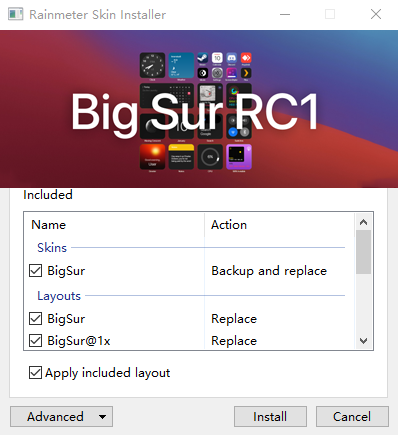 Rainmeter Skin Installer
Big Sur RC1
Included
Name Action
Skins
BigSur Backup and replace
Layouts
BigSur Replace
BigSur@1x Replace
Apply included layout
Advanced Install Cancel